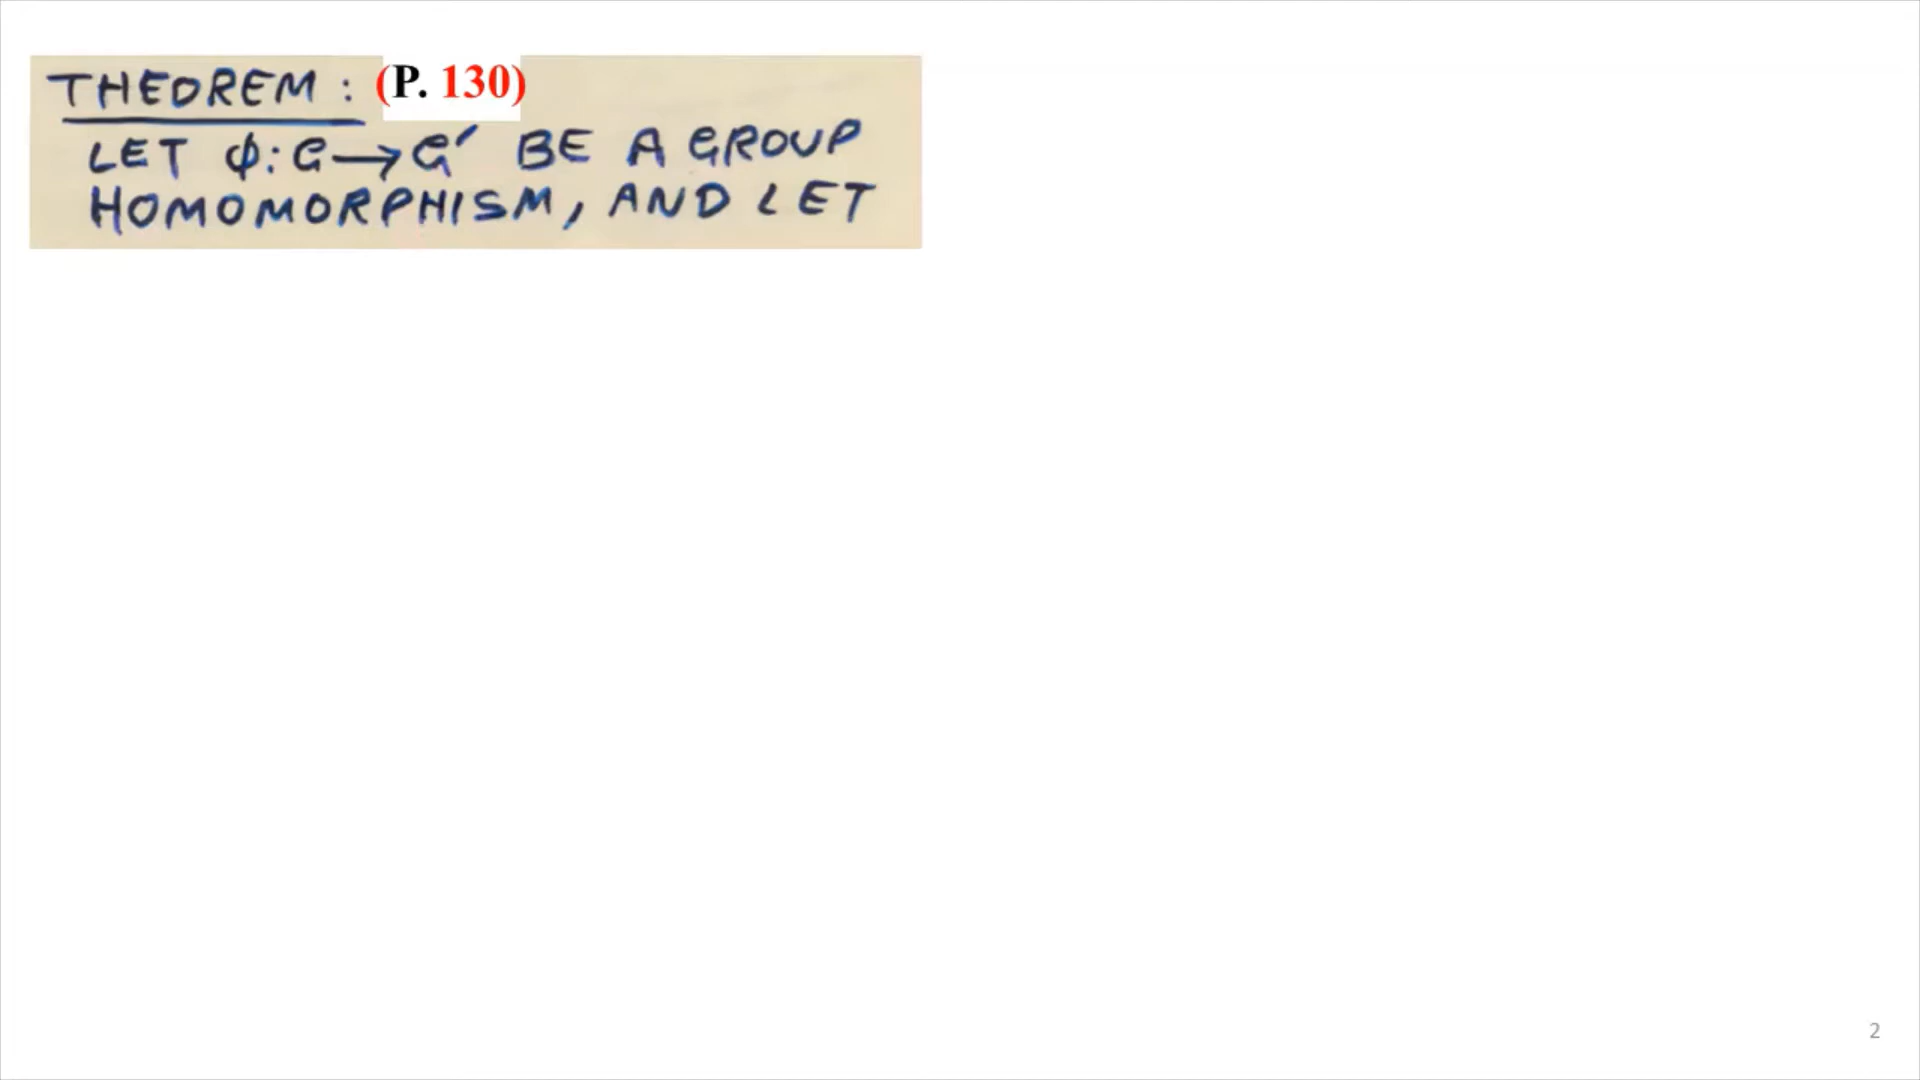 THEOREM : (P. 130)
LET ϕ: G → G′ BE A GROUP
HOMOMORPHISM, AND LET
2